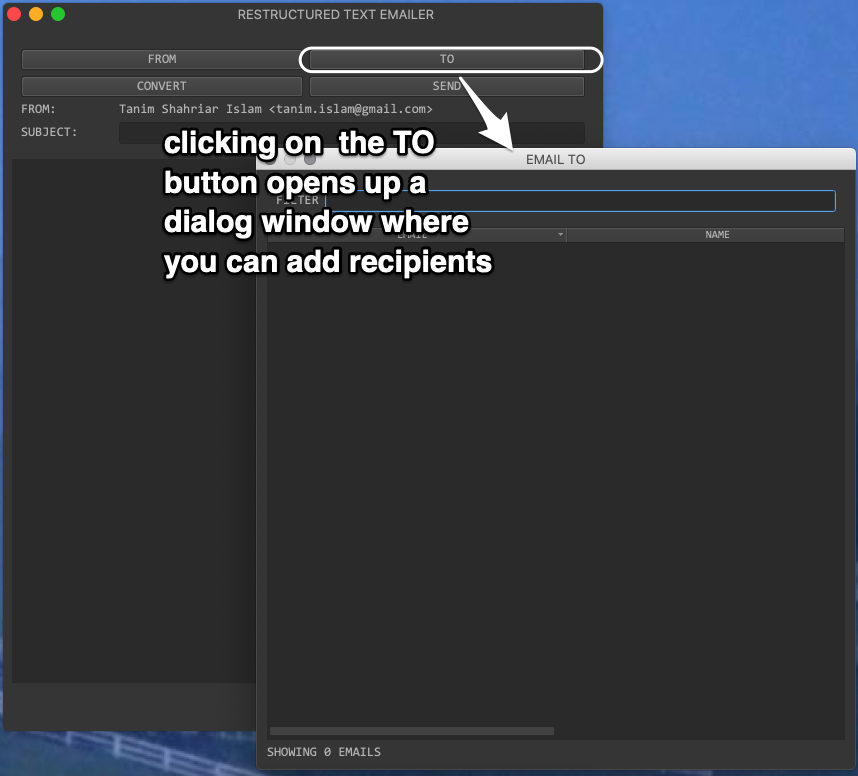 RESTRUCTURED TEXT EMAILER
FROM
TO
CONVERT
SEND
FROM:
Tanim Shahriar Islam <tanim.islam@gmail.com>
SUBJECT:
clicking on the TO
button opens up a
dialog window where
you can add recipients
EMAIL TO
FILTER
EMAIL
NAME
SHOWING 0 EMAILS